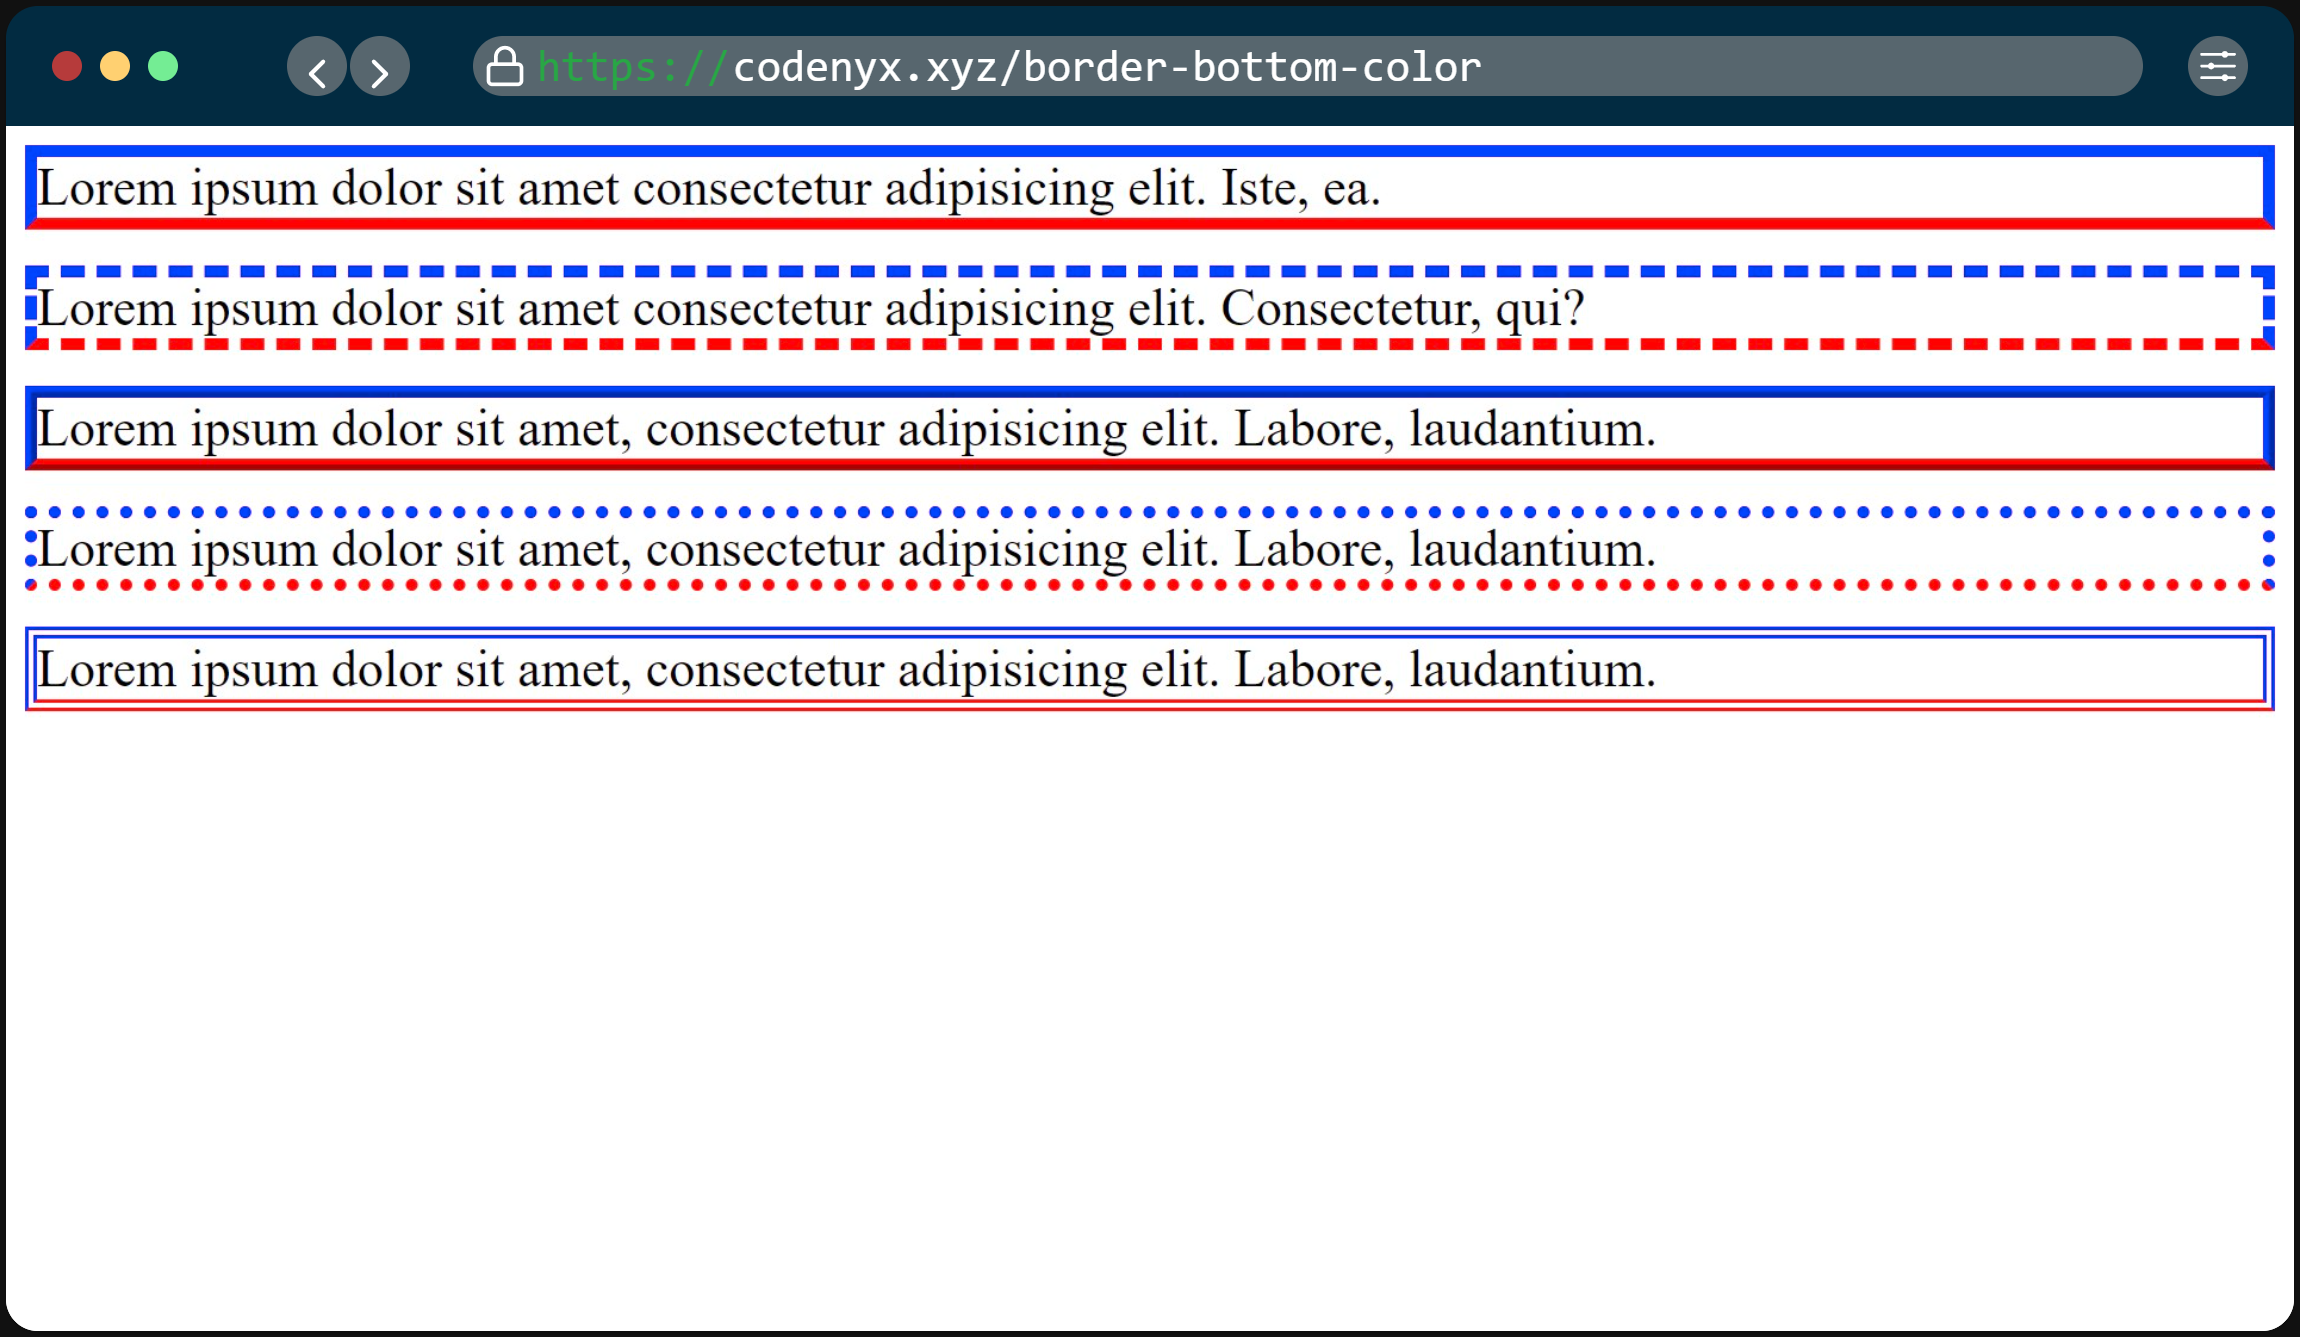 https://codenyx.xyz/border-bottom-color
Lorem ipsum dolor sit amet consectetur adipisicing elit. Iste, ea.
Lorem ipsum dolor sit amet consectetur adipisicing elit. Consectetur, qui?
Lorem ipsum dolor sit amet, consectetur adipisicing elit. Labore, laudantium.
Lorem ipsum dolor sit amet, consectetur adipisicing elit. Labore, laudantium.
Lorem ipsum dolor sit amet, consectetur adipisicing elit. Labore, laudantium.